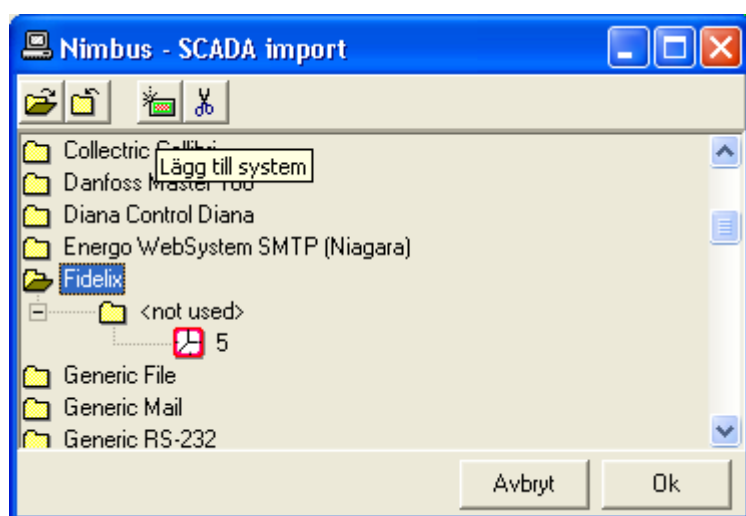 Nimbus - SCADA import
Collectric
Lägg till system
Danfoss Master
Diana Control Diana
Energo WebSystem SMTP (Niagara)
Fidelix
<not used>
5
Generic File
Generic Mail
Generic RS-232
Avbryt Ok